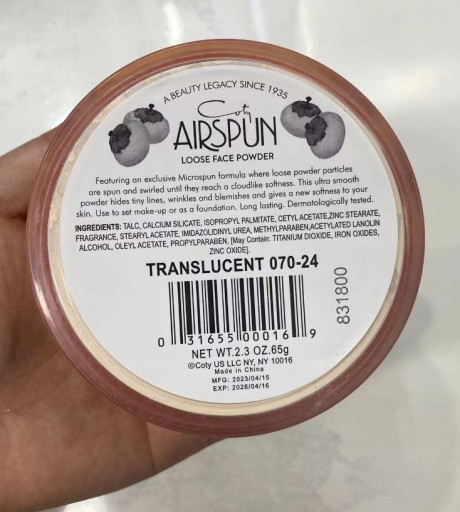 A BEAUTY LEGACY SINCE 1935
Coty
AIRSPUN
LOOSE FACE POWDER
Featuring an exclusive Microspun formula where loose powder particles
are spun and swirled until they reach a cloudlike softness. This ultra smooth
powder hides tiny lines, wrinkles and blemishes and gives a new softness to your
skin. Use to set make-up or as a foundation. Long lasting. Dermatologically tested.
INGREDIENTS: TALC, CALCIUM SILICATE, ISOPROPYL PALMITATE, CETYL ACETATE,ZINC STEARATE,
FRAGRANCE, STEARYL ACETATE, IMIDAZOLIDINYL UREA, METHYLPARABEN,ACETYLATED LANOLIN
ALCOHOL, OLEYL ACETATE, PROPYLPARABEN, [May Contain: TITANIUM DIOXIDE, IRON OXIDES,
ZINC OXIDE].
TRANSLUCENT 070-24
831800
0 31655 00016 9
NET WT.2.3 OZ.65g
©Coty US LLC NY, NY 10016
Made in China
MFG: 2023/04/15
EXP: 2026/04/16